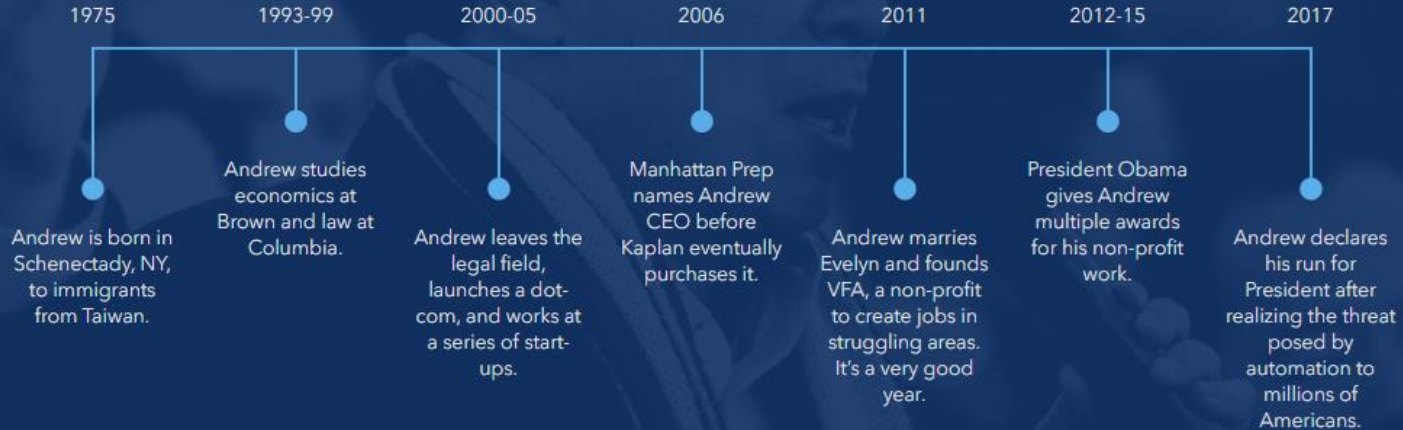 1975
1993-99
2000-05
2006
2011
2012-15
2017
Andrew is born in
Schenectady, NY,
to immigrants
from Taiwan.
Andrew studies
economics at
Brown and law at
Columbia.
Andrew leaves the
legal field,
launches a dot-
com, and works at
a series of start-
ups.
Manhattan Prep
names Andrew
CEO before
Kaplan eventually
purchases it.
Andrew marries
Evelyn and founds
VFA, a non-profit
to create jobs in
struggling areas.
It's a very good
year.
President Obama
gives Andrew
multiple awards
for his non-profit
work.
Andrew declares
his run for
President after
realizing the threat
posed by
automation to
millions of
Americans.